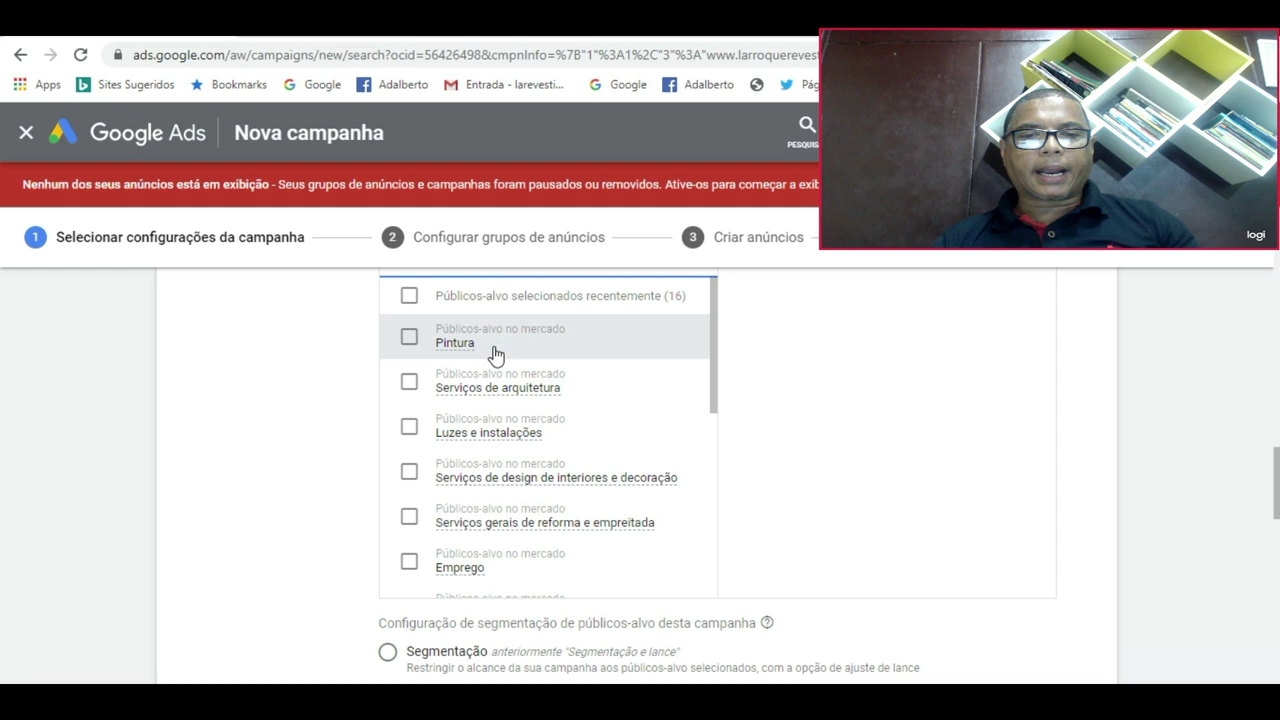 ads.google.com/aw/campaigns/new/search?ocid=56426498&cmpnInfo=%7B"1"%3A1%2C"3"%3A"www.larroquerevest
Apps Sites Sugeridos Bookmarks Google Adalberto Entrada - larevesti... Google Adalberto
Google Ads Nova campanha
Nenhum dos seus anúncios está em exibição - Seus grupos de anúncios e campanhas foram pausados ou removidos. Ative-os para começar a exib
1 Selecionar configurações da campanha 2 Configurar grupos de anúncios 3 Criar anúncios
logi
Públicos-alvo selecionados recentemente (16)
Públicos-alvo no mercado
Pintura
Públicos-alvo no mercado
Serviços de arquitetura
Públicos-alvo no mercado
Luzes e instalações
Públicos-alvo no mercado
Serviços de design de interiores e decoração
Públicos-alvo no mercado
Serviços gerais de reforma e empreitada
Públicos-alvo no mercado
Emprego
Públicos-alvo no mercado
Configuração de segmentação de públicos-alvo desta campanha
Segmentação anteriormente "Segmentação e lance"
Restringir o alcance da sua campanha aos públicos-alvo selecionados, com a opção de ajuste de lance